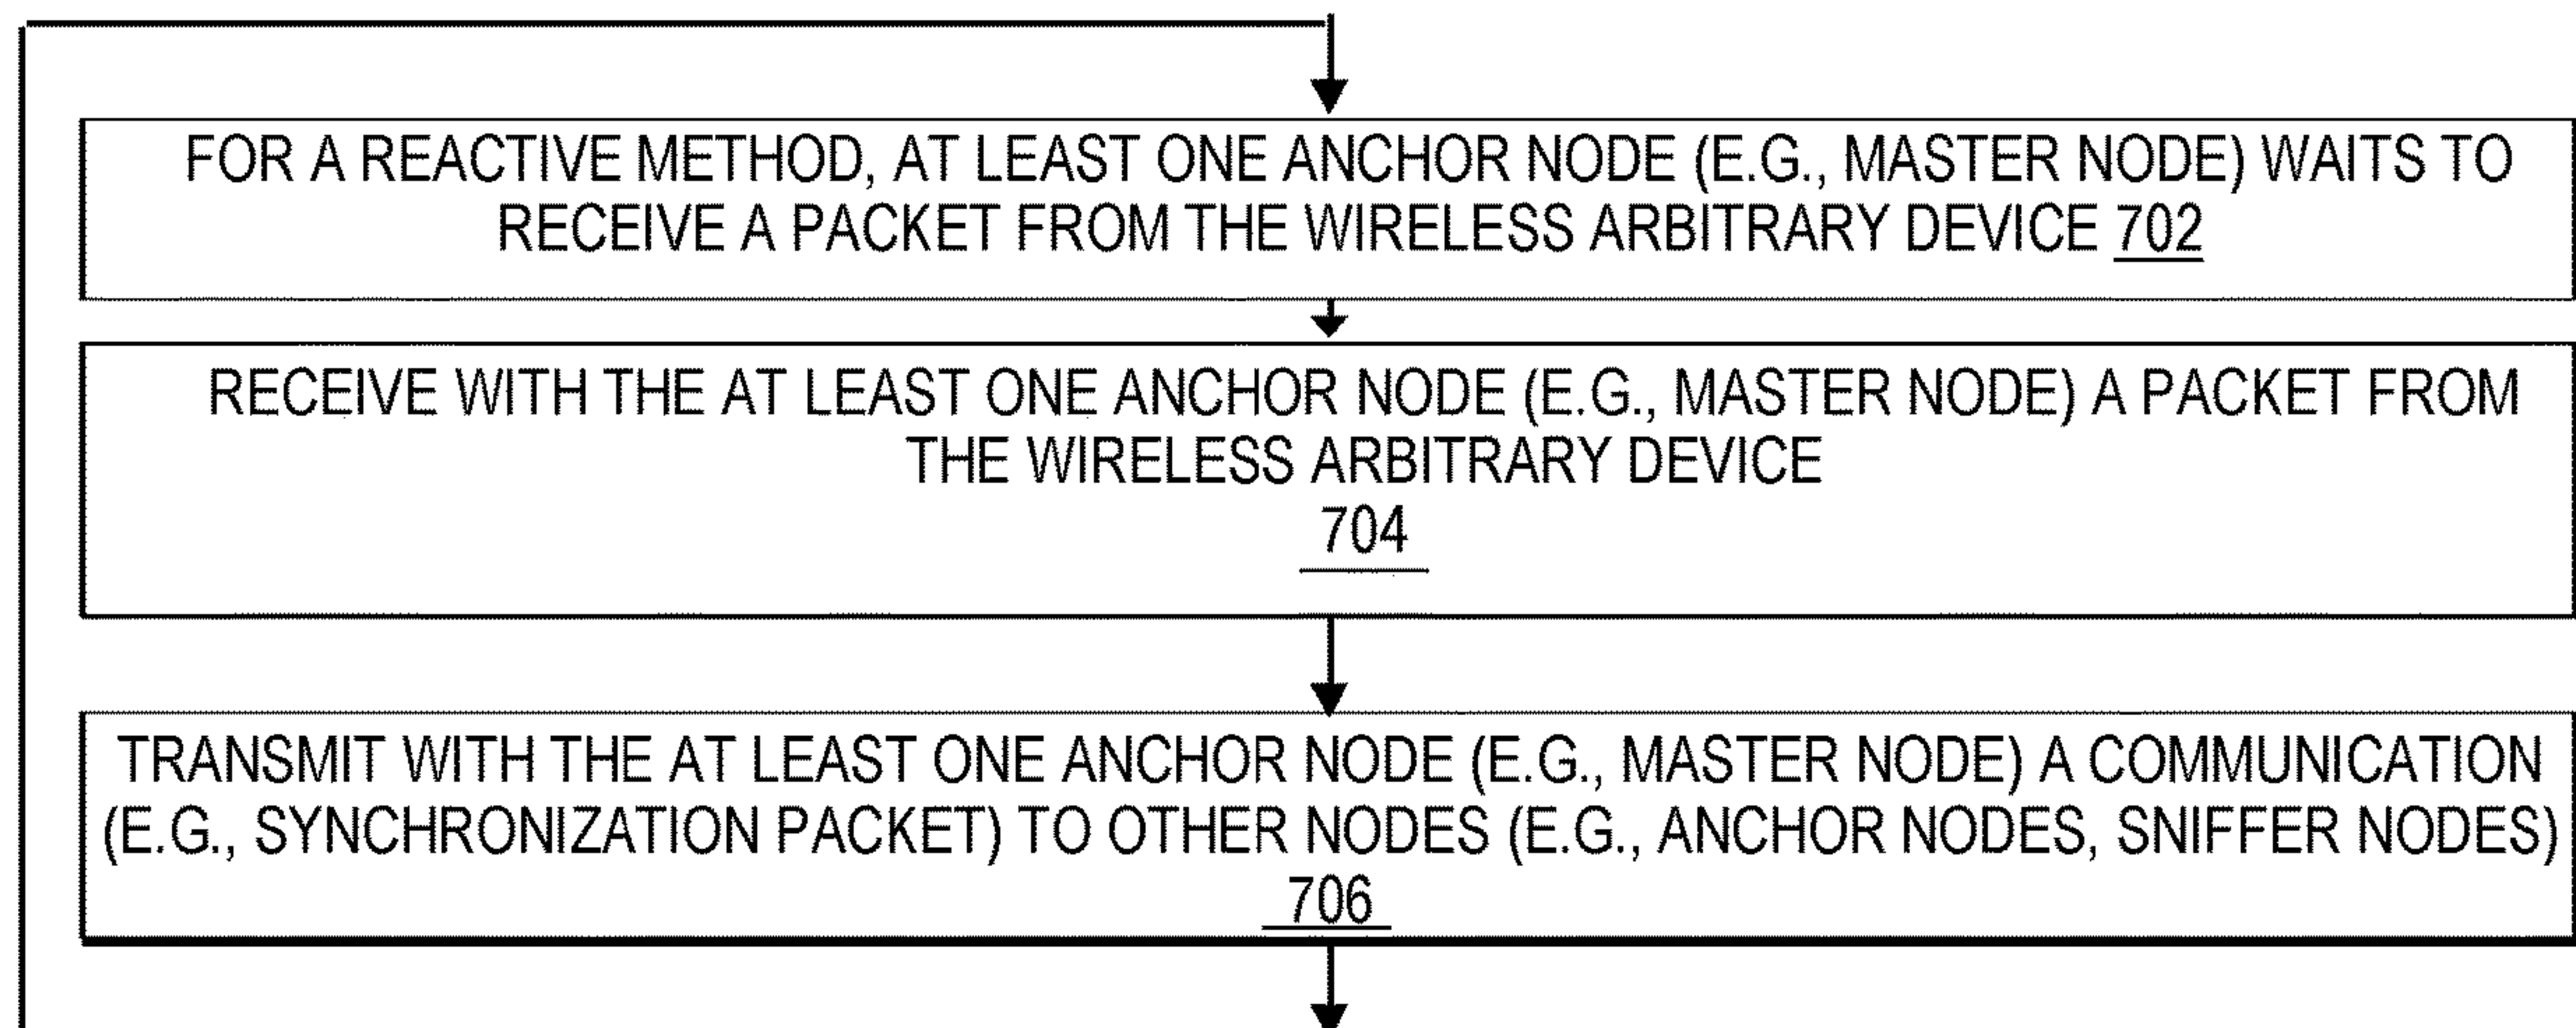 FOR A REACTIVE METHOD, AT LEAST ONE ANCHOR NODE (E.G., MASTER NODE) WAITS TO
RECEIVE A PACKET FROM THE WIRELESS ARBITRARY DEVICE 702
RECEIVE WITH THE AT LEAST ONE ANCHOR NODE (E.G., MASTER NODE) A PACKET FROM
THE WIRELESS ARBITRARY DEVICE
704
TRANSMIT WITH THE AT LEAST ONE ANCHOR NODE (E.G., MASTER NODE) A COMMUNICATION
(E.G., SYNCHRONIZATION PACKET) TO OTHER NODES (E.G., ANCHOR NODES, SNIFFER NODES)
706